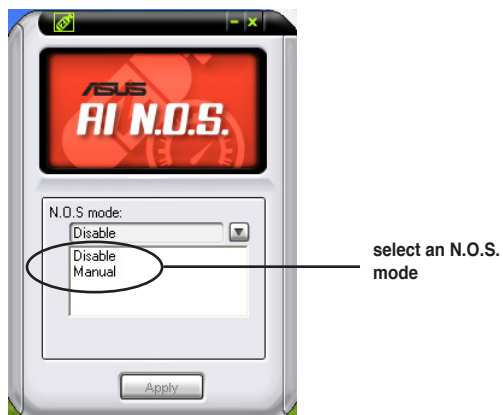 ASUS
AI N.O.S.
N.O.S mode:
Disable
Disable
Manual
select an N.O.S.
mode
Apply